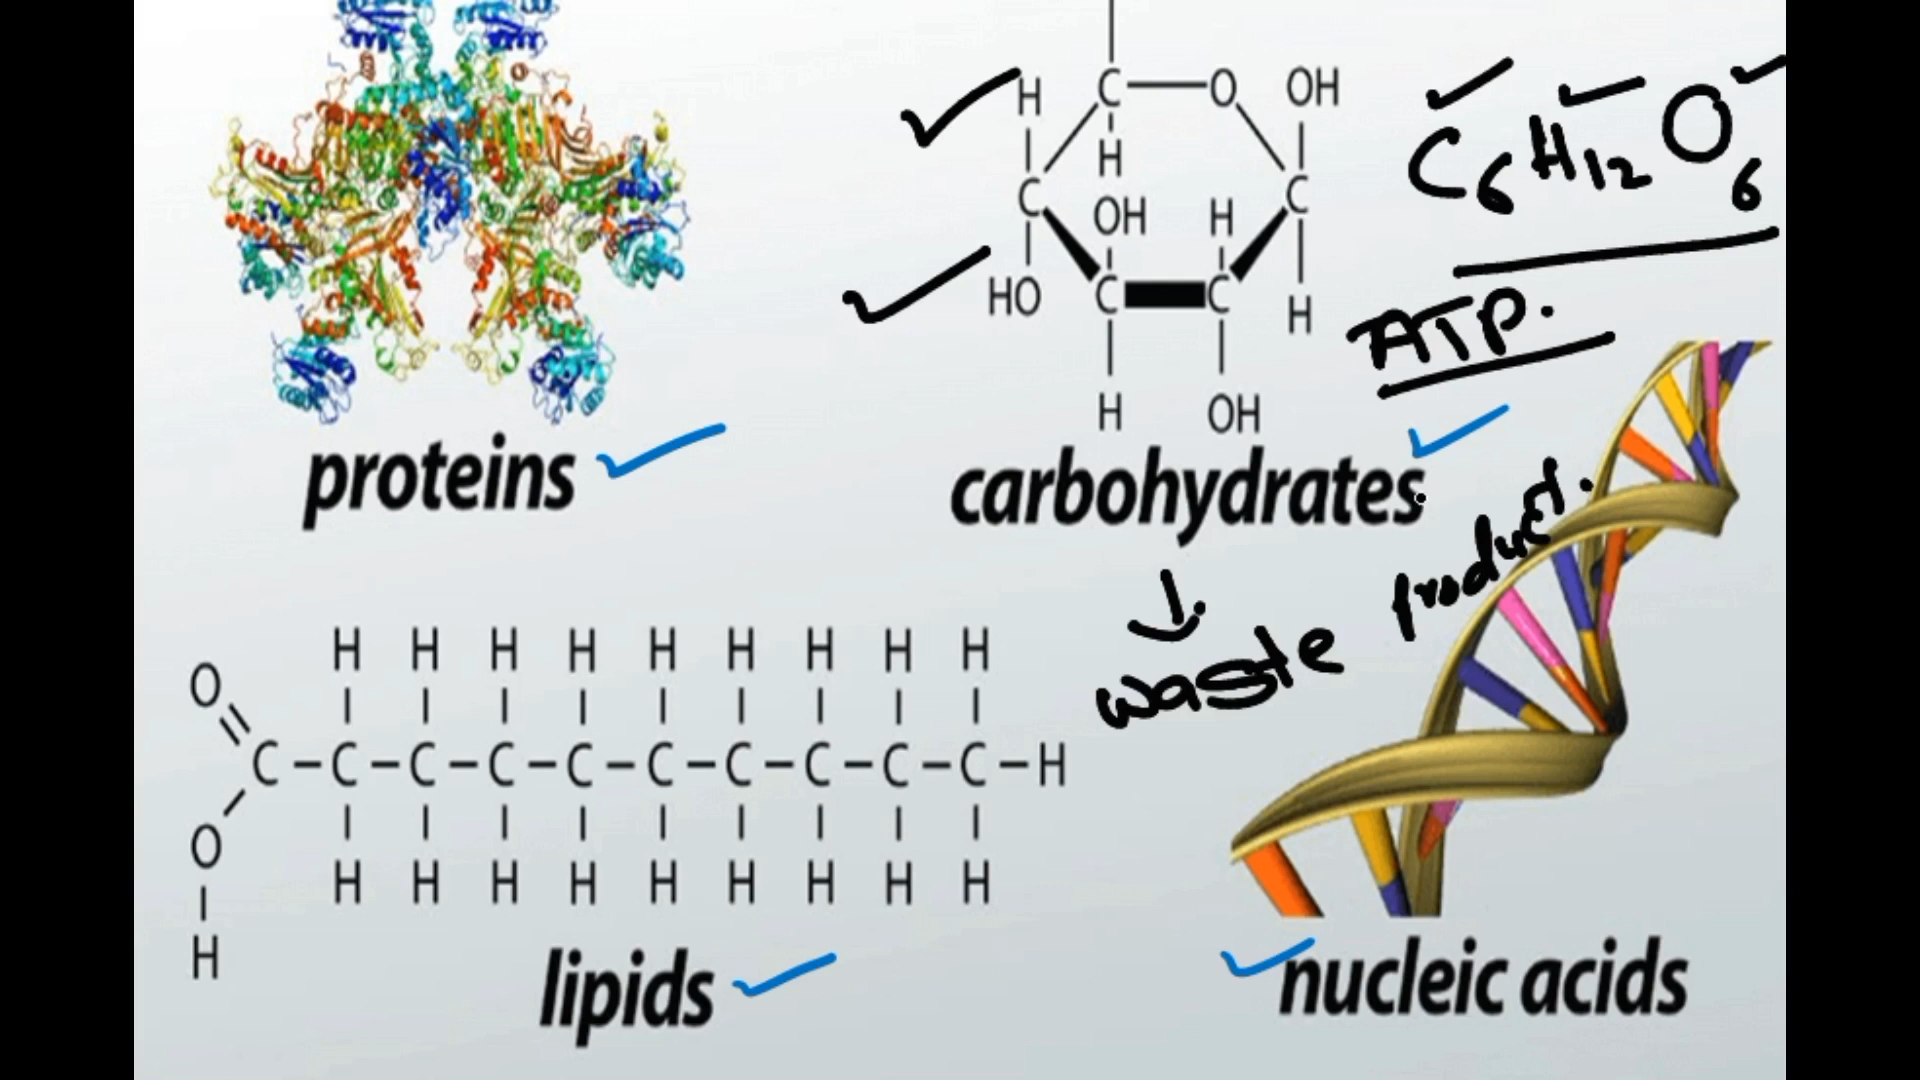 C O OH
H
H
C C
OH H
HO C C
H
H OH
C6H12O6
ATP.
proteins
carbohydrates
waste product.
H H H H H H H H H
O
C - C - C - C - C - C - C - C - C - C - H
O
H H H H H H H H H
H
lipids
nucleic acids